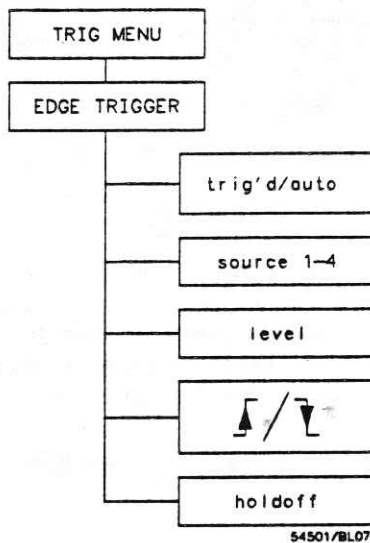 TRIG MENU
EDGE TRIGGER
trig'd/auto
source 1-4
level
/
holdoff
54501/BL07